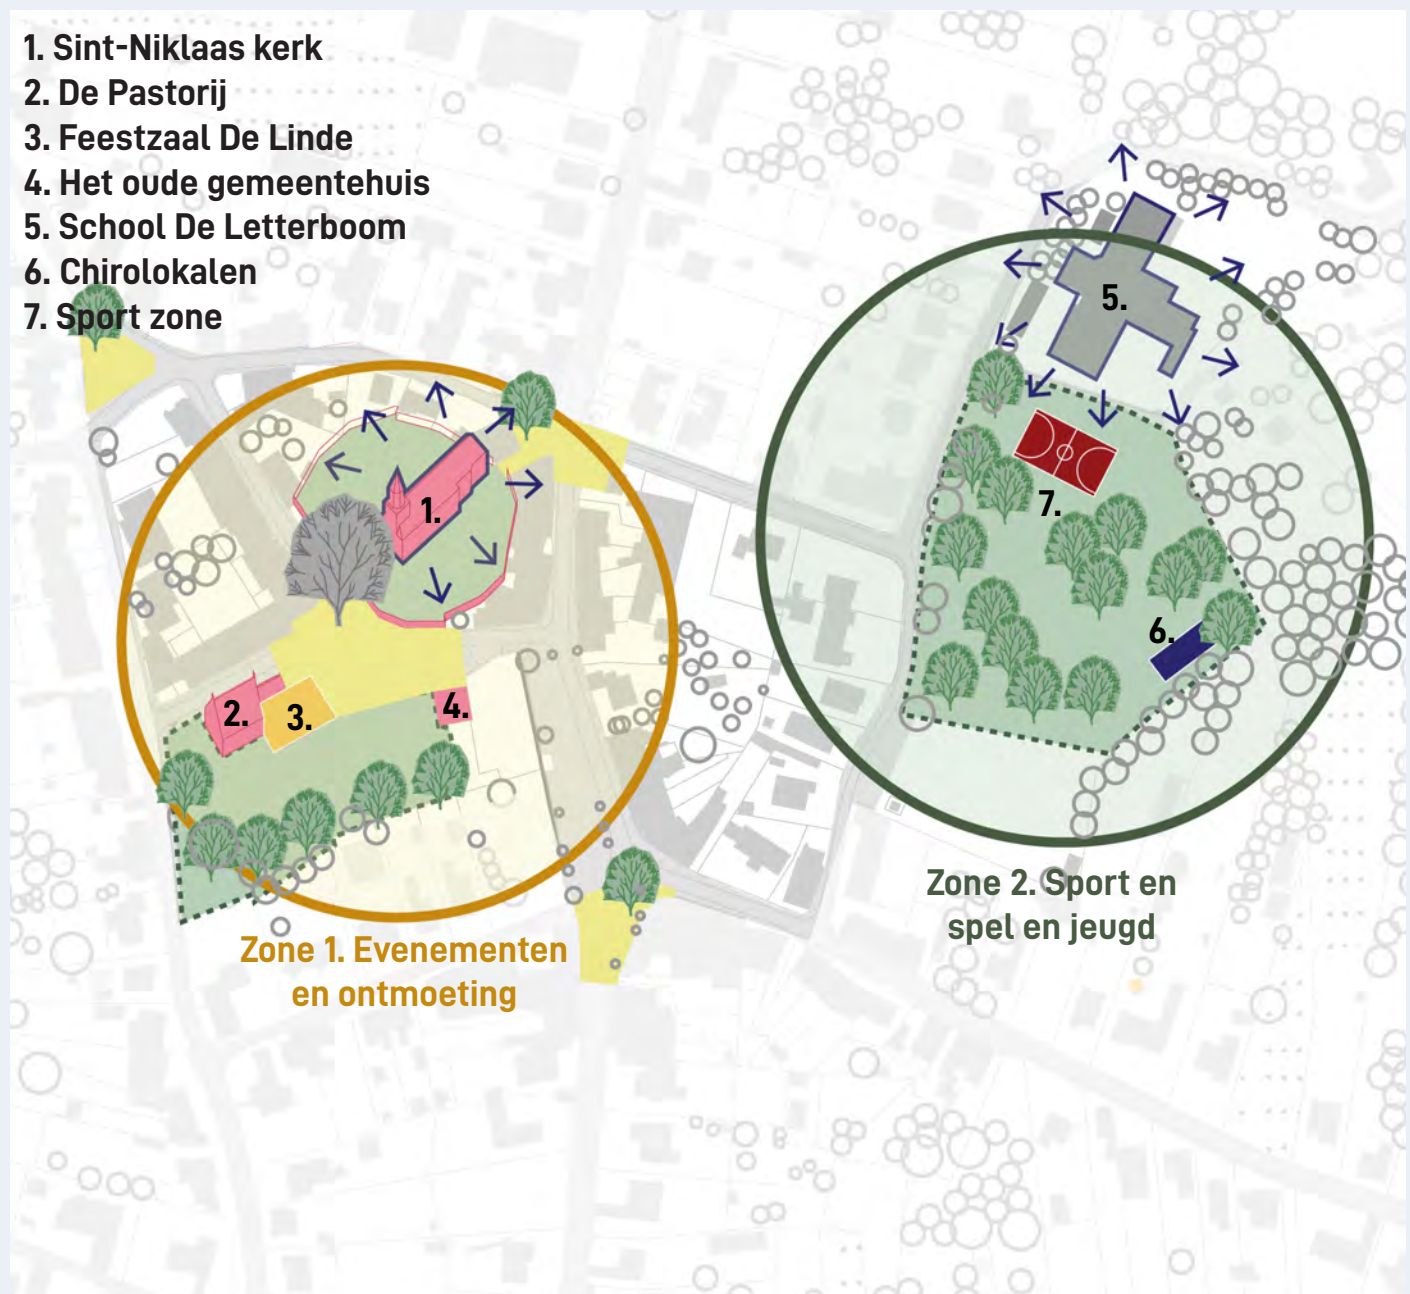 1. Sint-Niklaas kerk
2. De Pastorij
3. Feestzaal De Linde
4. Het oude gemeentehuis
5. School De Letterboom
6. Chirolokalen
7. Sport zone
5.
1.
7.
6.
2.
3.
4.
Zone 2. Sport en
spel en jeugd
Zone 1. Evenementen
en ontmoeting